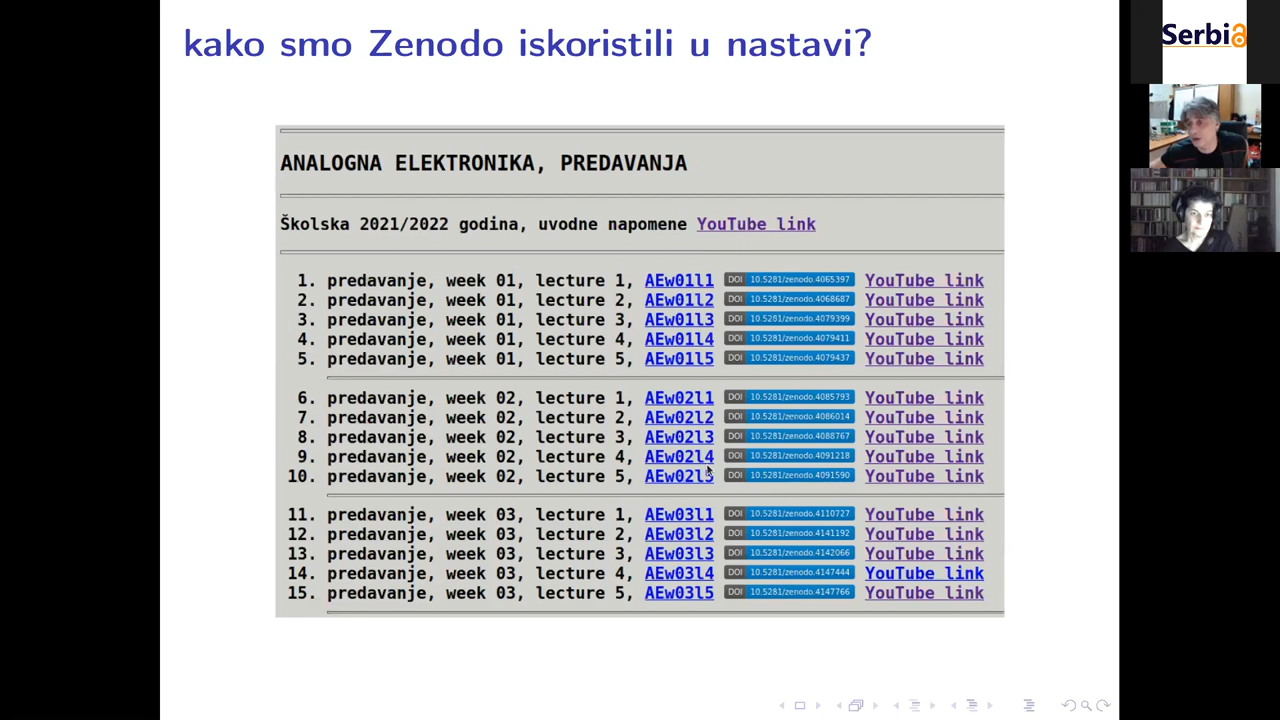 kako smo Zenodo iskoristili u nastavi?
Serbia
ANALOGNA ELEKTRONIKA, PREDAVANJA
Školska 2021/2022 godina, uvodne napomene YouTube link
1. predavanje, week 01, lecture 1, AEw01l1 DOI 10.5281/zenodo.4065397 YouTube link
2. predavanje, week 01, lecture 2, AEw01l2 DOI 10.5281/zenodo.4068687 YouTube link
3. predavanje, week 01, lecture 3, AEw01l3 DOI 10.5281/zenodo.4079399 YouTube link
4. predavanje, week 01, lecture 4, AEw01l4 DOI 10.5281/zenodo.4079411 YouTube link
5. predavanje, week 01, lecture 5, AEw01l5 DOI 10.5281/zenodo.4079437 YouTube link
6. predavanje, week 02, lecture 1, AEw02l1 DOI 10.5281/zenodo.4085793 YouTube link
7. predavanje, week 02, lecture 2, AEw02l2 DOI 10.5281/zenodo.4086014 YouTube link
8. predavanje, week 02, lecture 3, AEw02l3 DOI 10.5281/zenodo.4088767 YouTube link
9. predavanje, week 02, lecture 4, AEw02l4 DOI 10.5281/zenodo.4091218 YouTube link
10. predavanje, week 02, lecture 5, AEw02l5 DOI 10.5281/zenodo.4091590 YouTube link
11. predavanje, week 03, lecture 1, AEw03l1 DOI 10.5281/zenodo.4110727 YouTube link
12. predavanje, week 03, lecture 2, AEw03l2 DOI 10.5281/zenodo.4141192 YouTube link
13. predavanje, week 03, lecture 3, AEw03l3 DOI 10.5281/zenodo.4142066 YouTube link
14. predavanje, week 03, lecture 4, AEw03l4 DOI 10.5281/zenodo.4147444 YouTube link
15. predavanje, week 03, lecture 5, AEw03l5 DOI 10.5281/zenodo.4147766 YouTube link